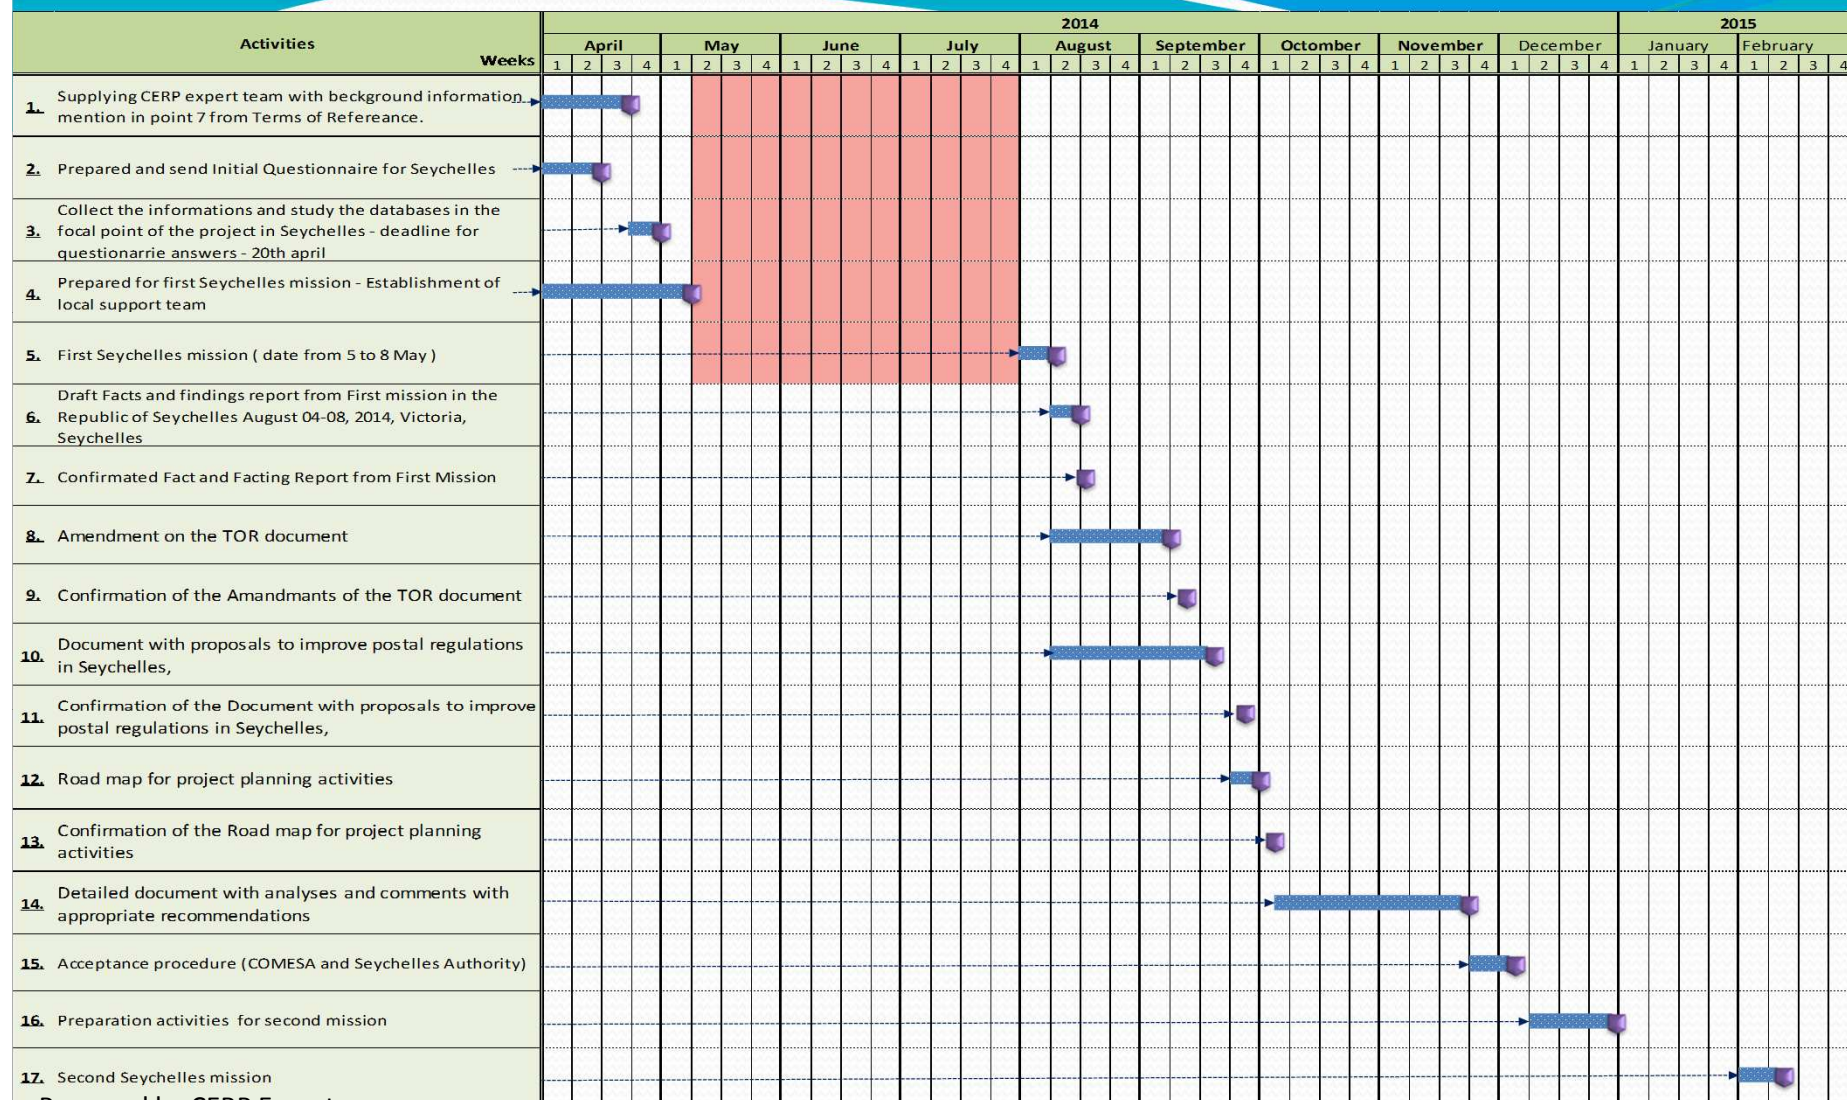 2014 2015
Activities
April May June July August September Octomber November December January February
Weeks
1 2 3 4 1 2 3 4 1 2 3 4 1 2 3 4 1 2 3 4 1 2 3 4 1 2 3 4 1 2 3 4 1 2 3 4 1 2 3 4 1 2 3 4
1. Supplying CERP expert team with beckground information
mention in point 7 from Terms of Refereance.
2. Prepared and send Initial Questionnaire for Seychelles
Collect the informations and study the databases in the
3. focal point of the project in Seychelles - deadline for
questionarrie answers - 20th april
4. Prepared for first Seychelles mission - Establishment of
local support team
5. First Seychelles mission ( date from 5 to 8 May )
Draft Facts and findings report from First mission in the
6. Republic of Seychelles August 04-08, 2014, Victoria,
Seychelles
7. Confirmated Fact and Facting Report from First Mission
8. Amendment on the TOR document
9. Confirmation of the Amandmants of the TOR document
10. Document with proposals to improve postal regulations
in Seychelles,
11. Confirmation of the Document with proposals to improve
postal regulations in Seychelles,
12. Road map for project planning activities
13. Confirmation of the Road map for project planning
activities
14. Detailed document with analyses and comments with
appropriate recommendations
15. Acceptance procedure (COMESA and Seychelles Authority)
16. Preparation activities for second mission
17. Second Seychelles mission